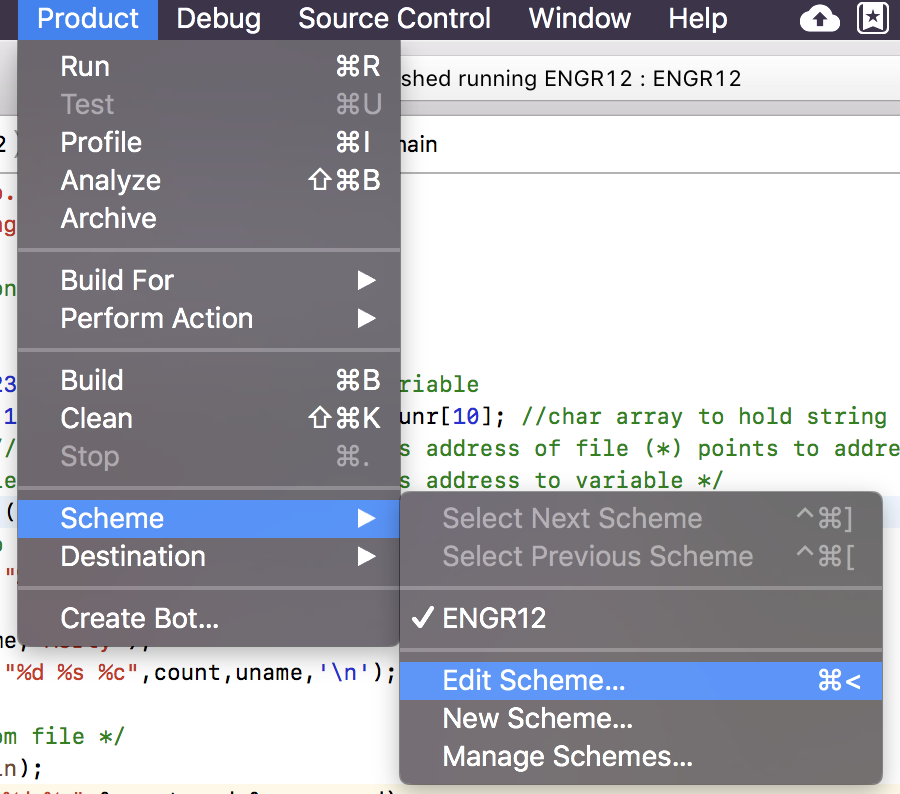 Product Debug Source Control Window Help
shed running ENGR12 : ENGR12
Run ⌘R
Test ⌘U
Profile ⌘I
Analyze ⇧⌘B
Archive
Build For ▶
Perform Action ▶
Build ⌘B
Clean ⇧⌘K
Stop ⌘.
Scheme ▶
Destination ▶
Create Bot...
Select Next Scheme ^⌘]
Select Previous Scheme ^⌘[
✓ ENGR12
Edit Scheme... ⌘<
New Scheme...
Manage Schemes...
ain
riable
unr[10]; //char array to hold string
s address of file (*) points to addre
s address to variable */
"%d %s %c",count,uname,'\n');
om file */
n);